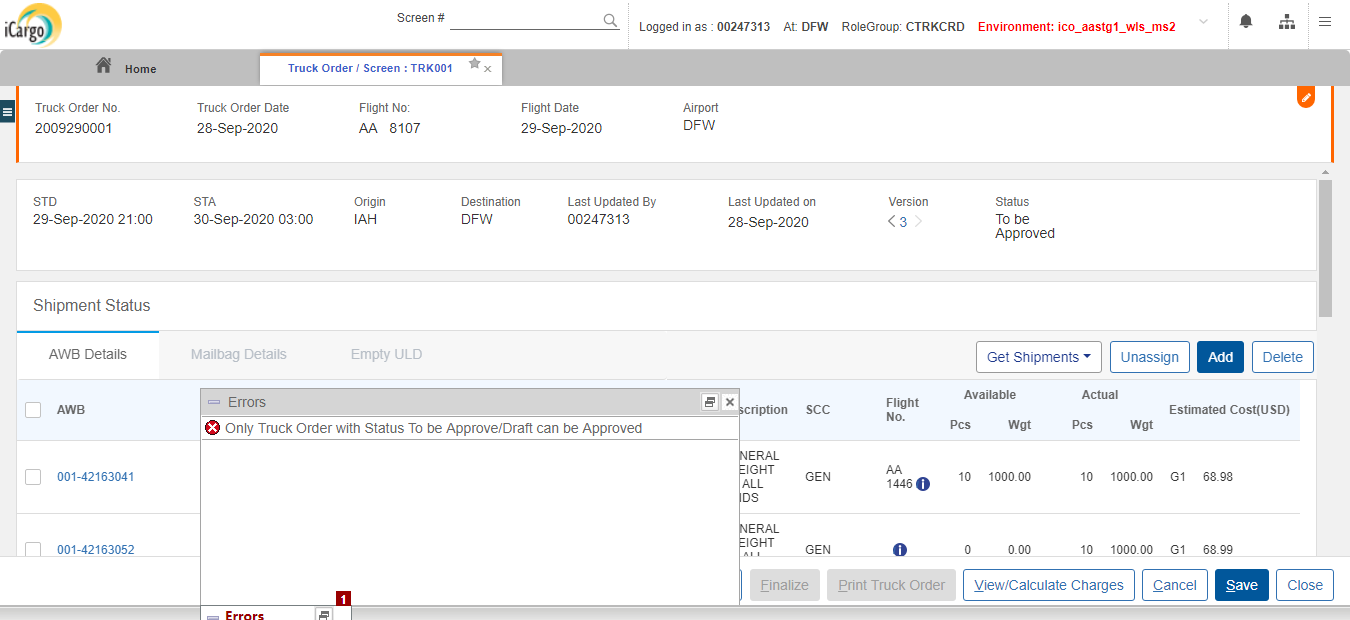 iCargo
Screen #
Logged in as : 00247313 At: DFW RoleGroup: CTRKCRD Environment: ico_aastg1_wls_ms2
Home
Truck Order / Screen : TRK001
Truck Order No. Truck Order Date Flight No: Flight Date Airport
2009290001 28-Sep-2020 AA 8107 29-Sep-2020 DFW
STD STA Origin Destination Last Updated By Last Updated on Version Status
29-Sep-2020 21:00 30-Sep-2020 03:00 IAH DFW 00247313 28-Sep-2020 3 To be
Approved
Shipment Status
AWB Details Mailbag Details Empty ULD Get Shipments Unassign Add Delete
AWB scription SCC Flight No. Available Pcs Wgt Actual Pcs Wgt Estimated Cost(USD)
Errors
Only Truck Order with Status To be Approve/Draft can be Approved
NERAL
EIGHT
ALL
NDS
001-42163041 GEN AA 1446 10 1000.00 10 1000.00 G1 68.98
NERAL
EIGHT
ALL
001-42163052 GEN 0 0.00 10 1000.00 G1 68.99
Finalize Print Truck Order View/Calculate Charges Cancel Save Close
1
Errors